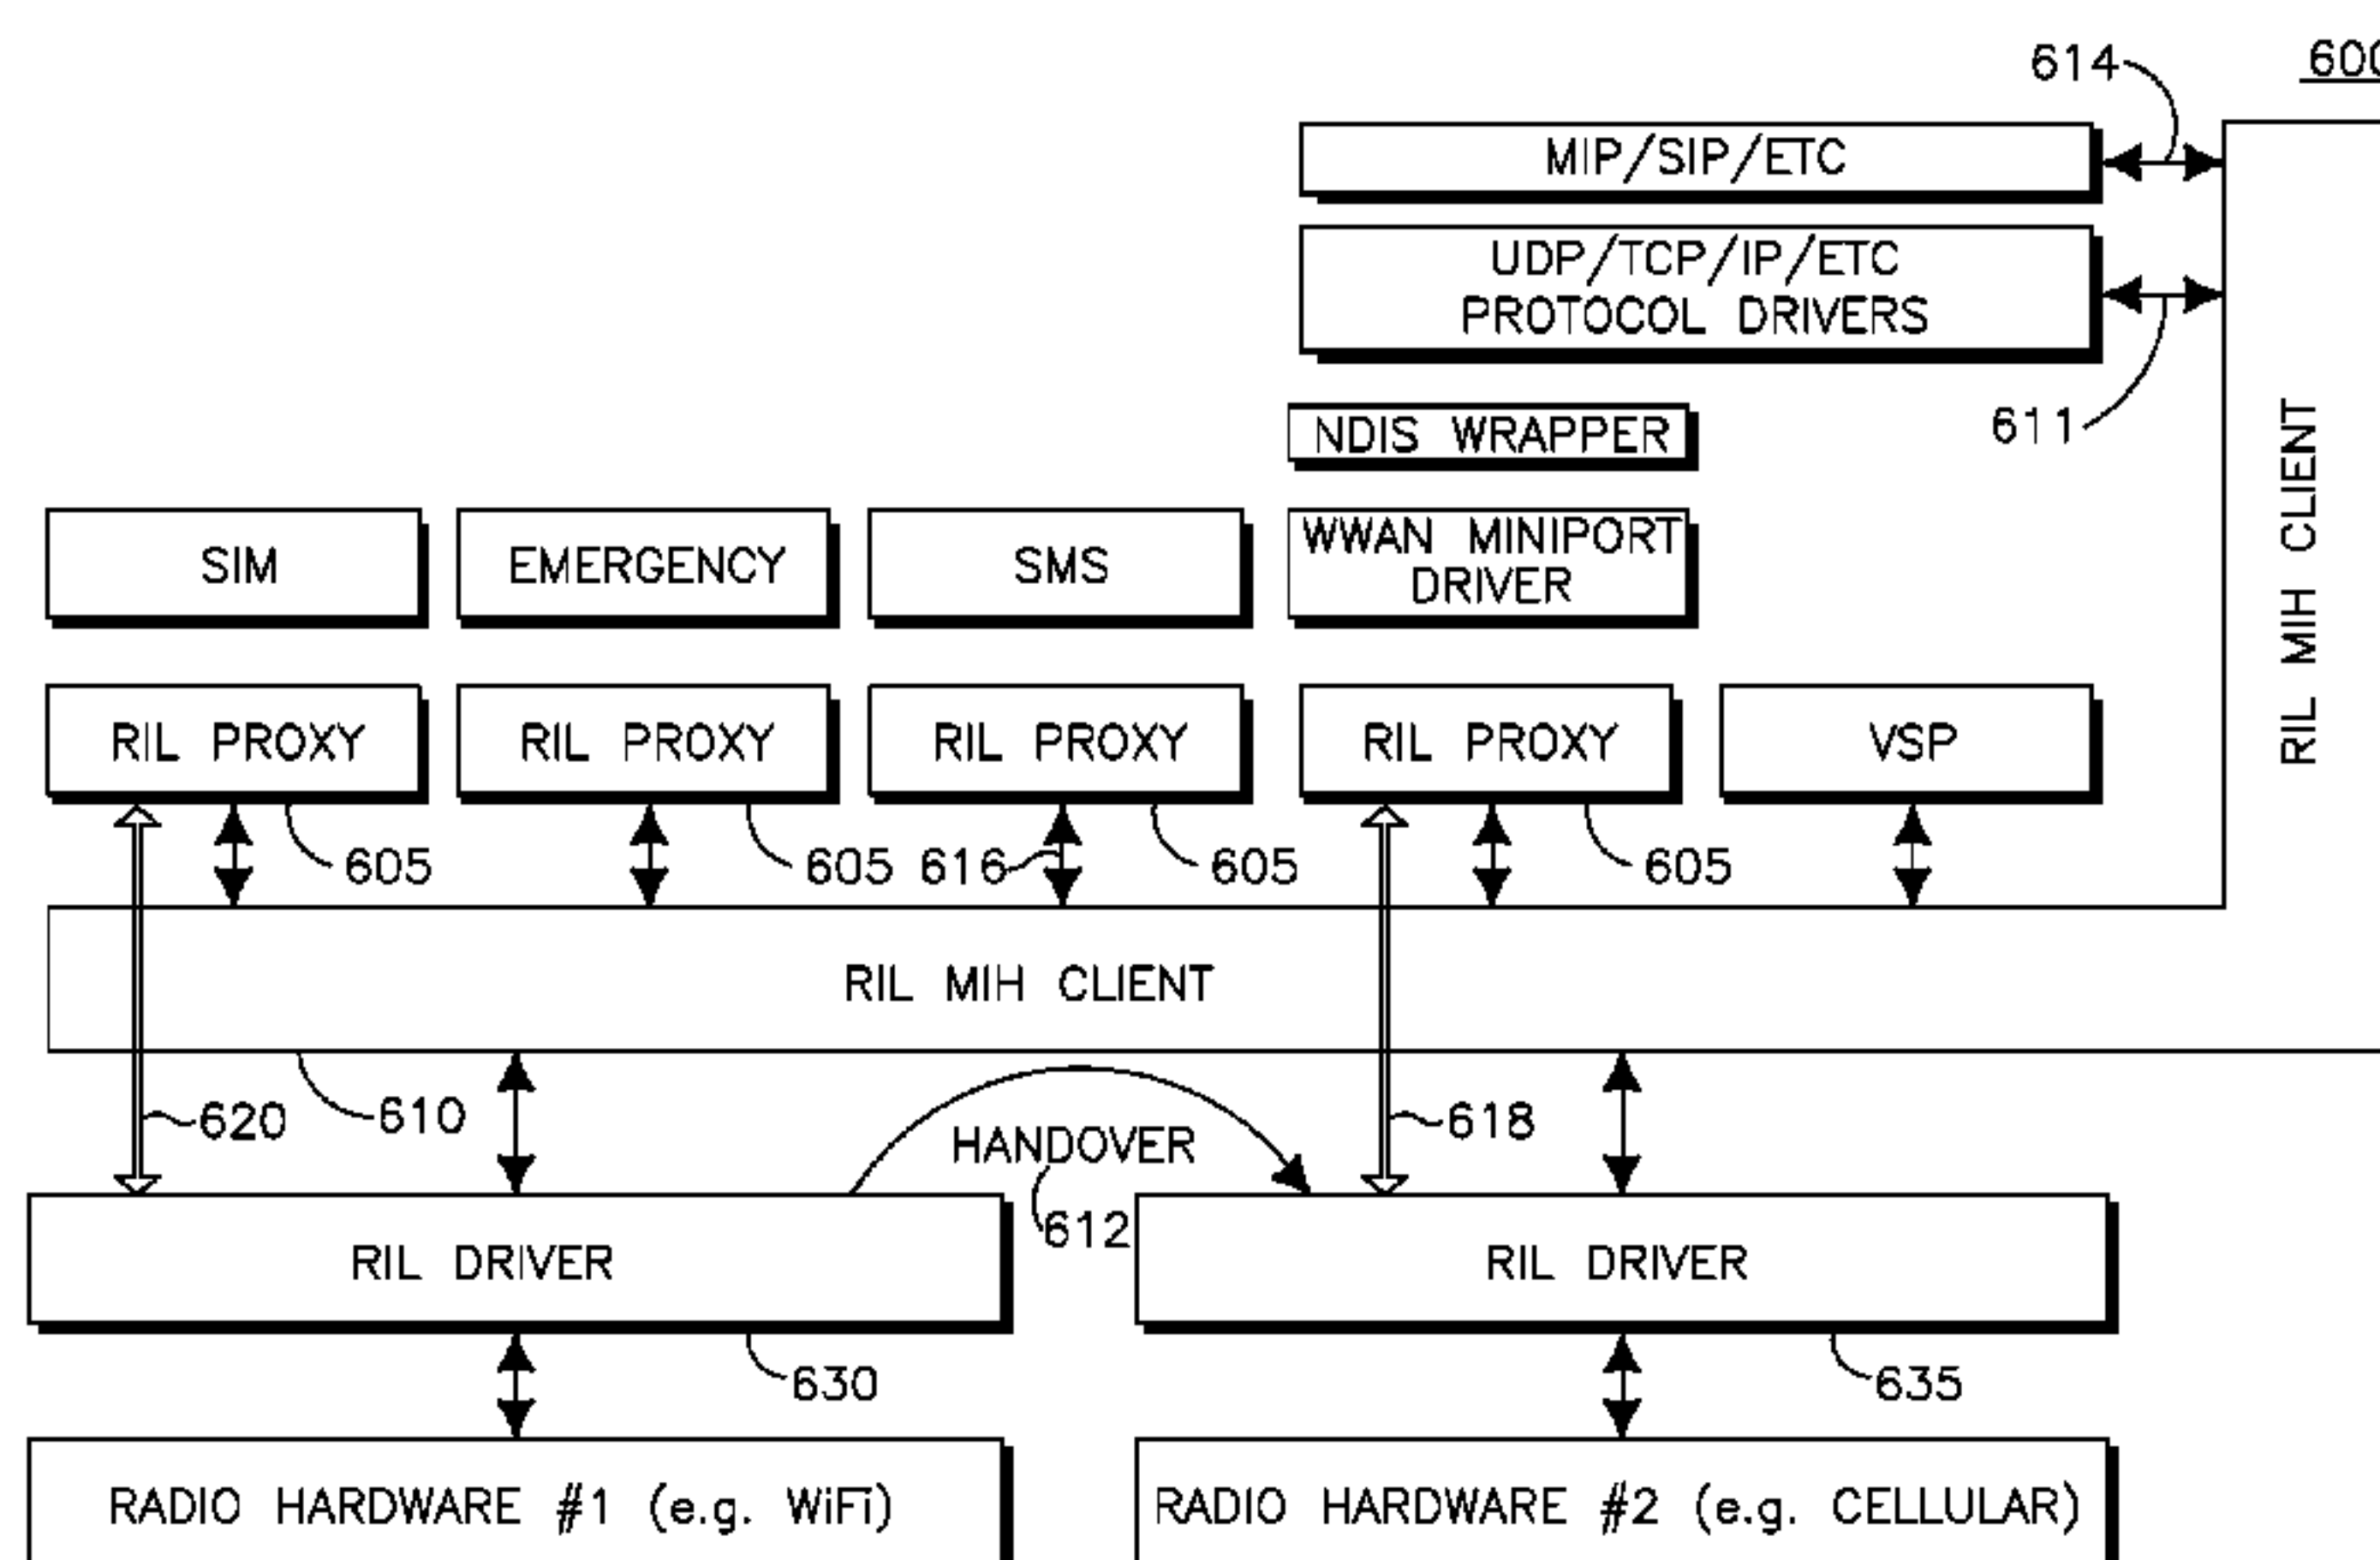 614
600
MIP/SIP/ETC
UDP/TCP/IP/ETC
PROTOCOL DRIVERS
611
NDIS WRAPPER
RIL MIH CLIENT
SIM
EMERGENCY
SMS
WWAN MINIPORT
DRIVER
RIL PROXY
RIL PROXY
RIL PROXY
RIL PROXY
VSP
605
605
616
605
605
RIL MIH CLIENT
620
610
HANDOVER
618
612
RIL DRIVER
RIL DRIVER
630
635
RADIO HARDWARE #1 (e.g. WiFi)
RADIO HARDWARE #2 (e.g. CELLULAR)